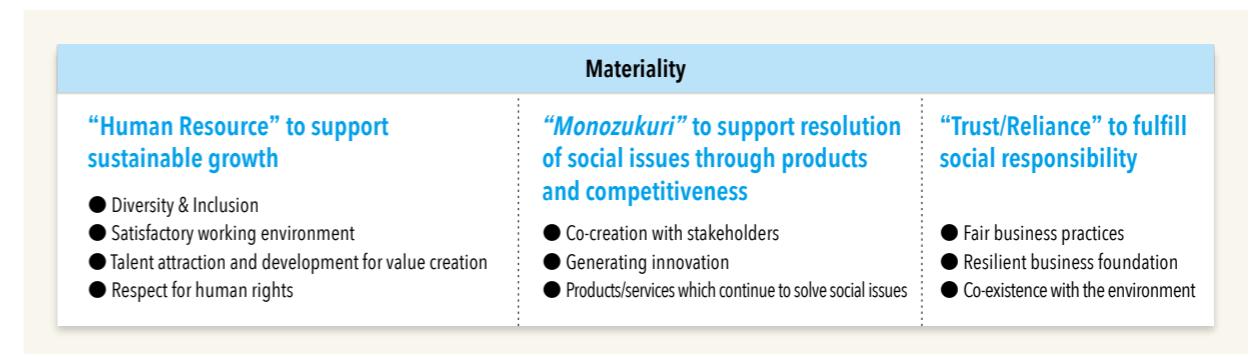 Materiality
“Human Resource” to support
sustainable growth
● Diversity & Inclusion
● Satisfactory working environment
● Talent attraction and development for value creation
● Respect for human rights
“Monozukuri” to support resolution
of social issues through products
and competitiveness
● Co-creation with stakeholders
● Generating innovation
● Products/services which continue to solve social issues
“Trust/Reliance” to fulfill
social responsibility
● Fair business practices
● Resilient business foundation
● Co-existence with the environment